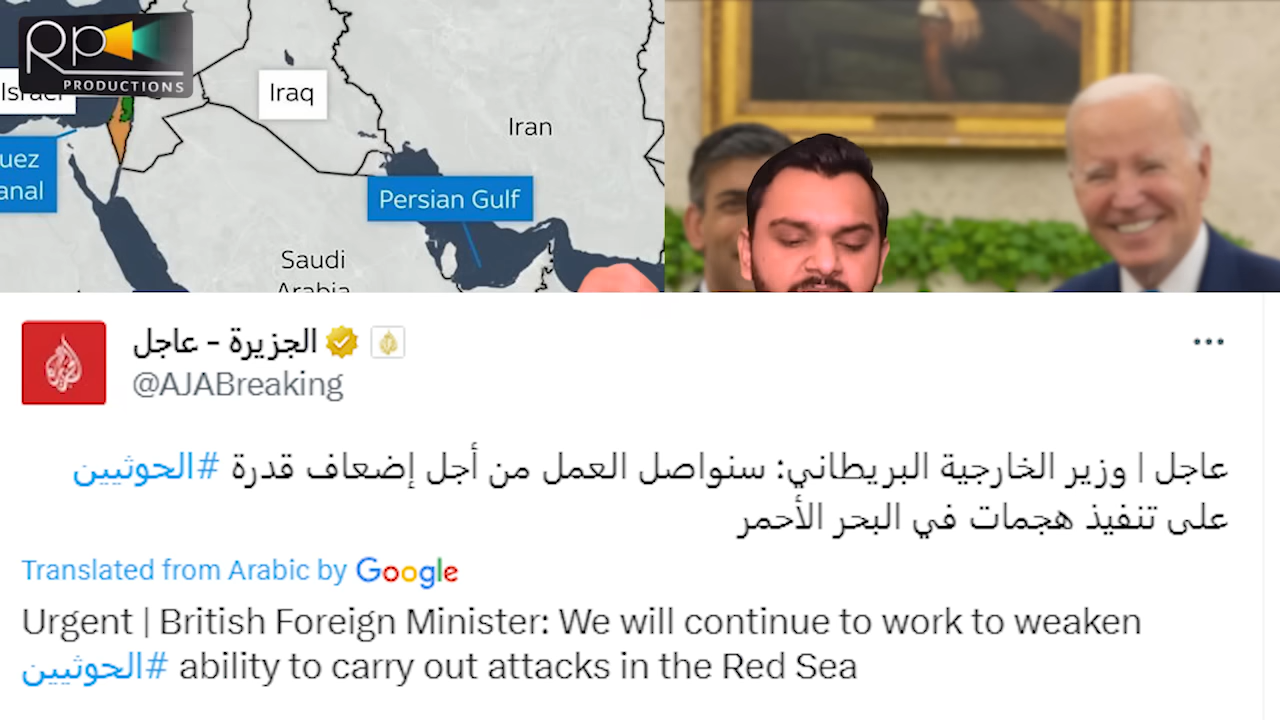 RP
PRODUCTIONS
Israel
Iraq
Iran
uez
anal
Persian Gulf
Saudi
Arabia
الجزيرة - عاجل
@AJABreaking
عاجل | وزير الخارجية البريطاني: سنواصل العمل من أجل إضعاف قدرة #الحوثيين
على تنفيذ هجمات في البحر الأحمر
Translated from Arabic by Google
Urgent | British Foreign Minister: We will continue to work to weaken
#الحوثيين ability to carry out attacks in the Red Sea